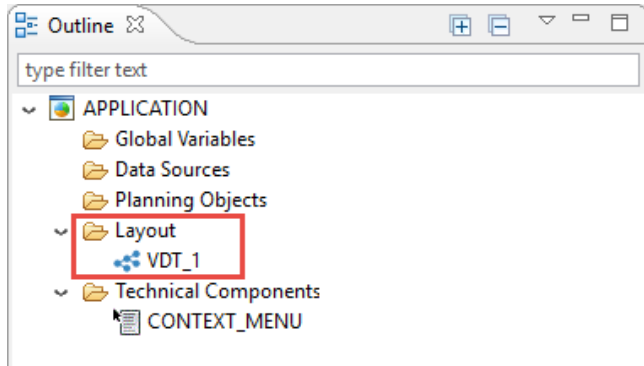 Outline
type filter text
APPLICATION
Global Variables
Data Sources
Planning Objects
Layout
VDT_1
Technical Components
CONTEXT_MENU